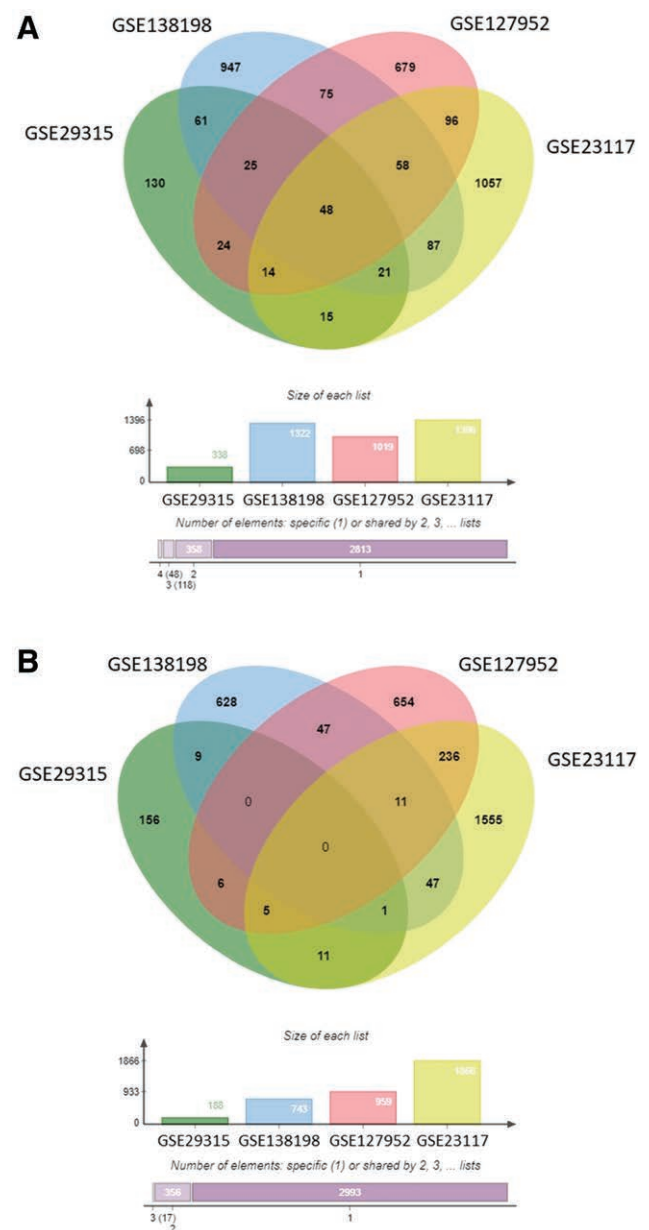 A
GSE138198
GSE127952
GSE29315
GSE23117
947
679
75
61
96
25
58
130
1057
48
24
87
14
21
15
Size of each list
1396
698
0
338
1322
1019
1396
GSE29315 GSE138198 GSE127952 GSE23117
Number of elements: specific (1) or shared by 2, 3, ... lists
358
2813
4 (48) 2 1
3 (118)
B
GSE138198
GSE127952
GSE29315
GSE23117
628
654
47
9
236
0
11
156
1555
0
6
47
5
1
11
Size of each list
1866
933
0
188
743
959
1866
GSE29315 GSE138198 GSE127952 GSE23117
Number of elements: specific (1) or shared by 2, 3, ... lists
356
2993
3 (17) 1
2